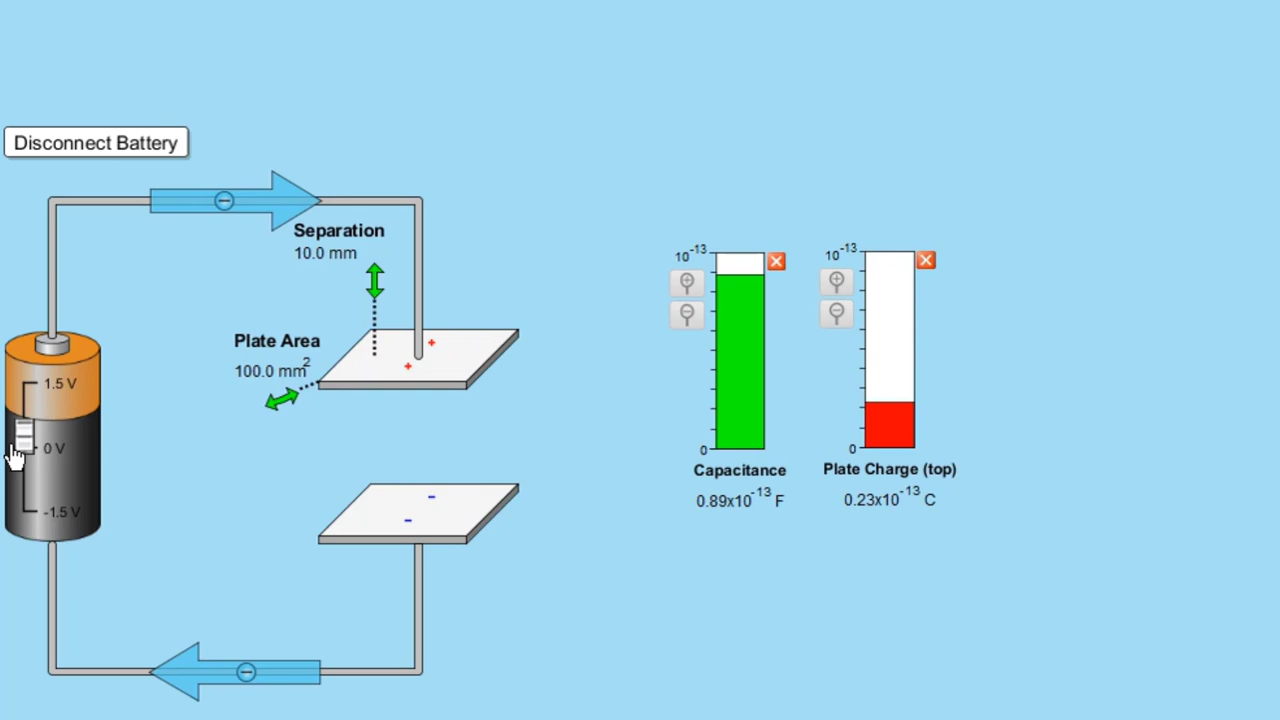 Disconnect Battery
Separation
10.0 mm
Plate Area
100.0 mm²
1.5 V
0 V
-1.5 V
+
+
-
-
10⁻¹³
0
Capacitance
0.89x10⁻¹³ F
10⁻¹³
0
Plate Charge (top)
0.23x10⁻¹³ C